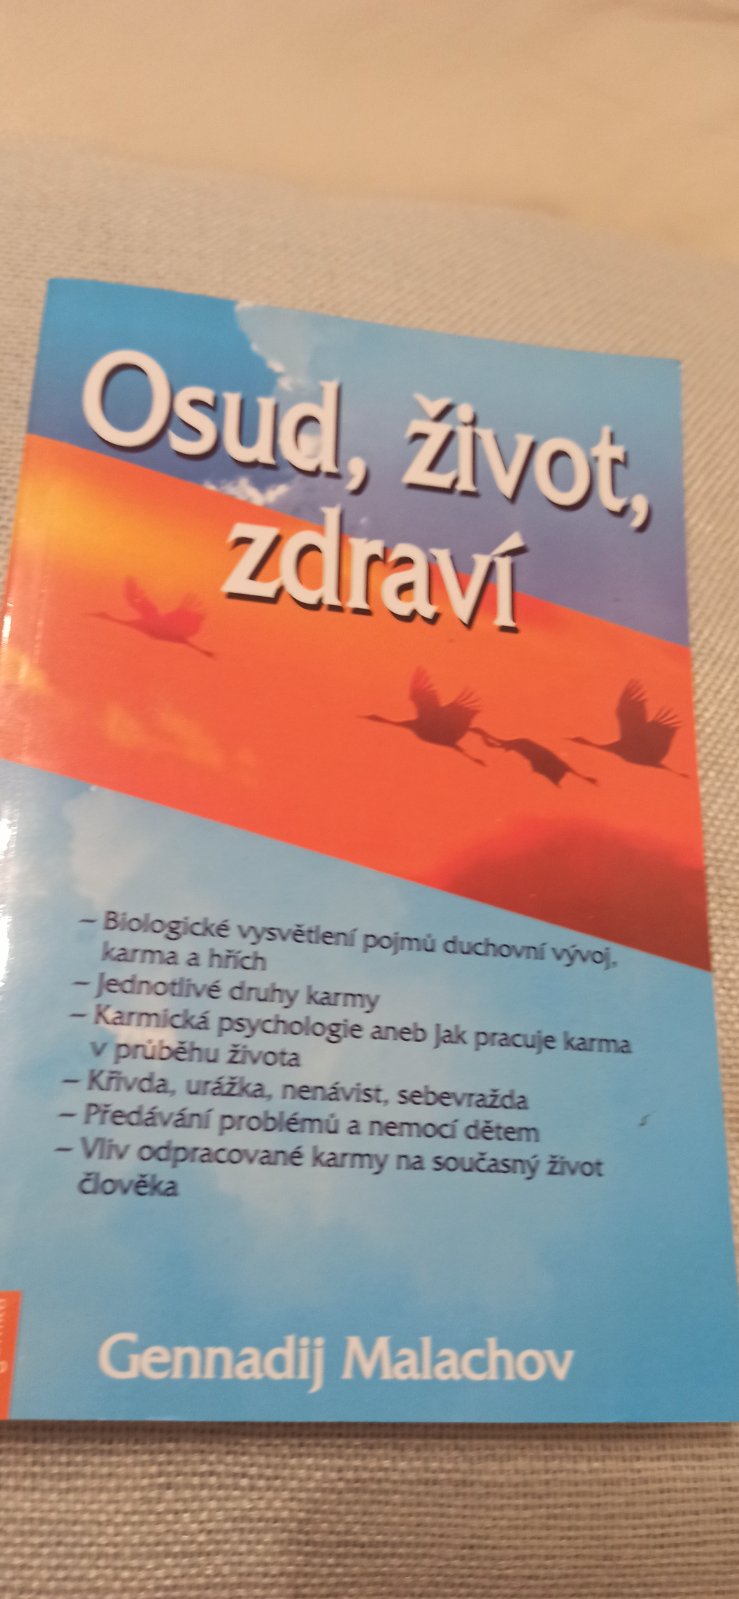 Osud, život,
zdraví
– Biologické vysvětlení pojmů duchovní vývoj,
karma a hřích
– Jednotlivé druhy karmy
– Karmická psychologie aneb Jak pracuje karma
v průběhu života
– Křivda, urážka, nenávist, sebevražda
– Předávání problémů a nemocí dětem
– Vliv odpracované karmy na současný život
člověka
Gennadij Malachov